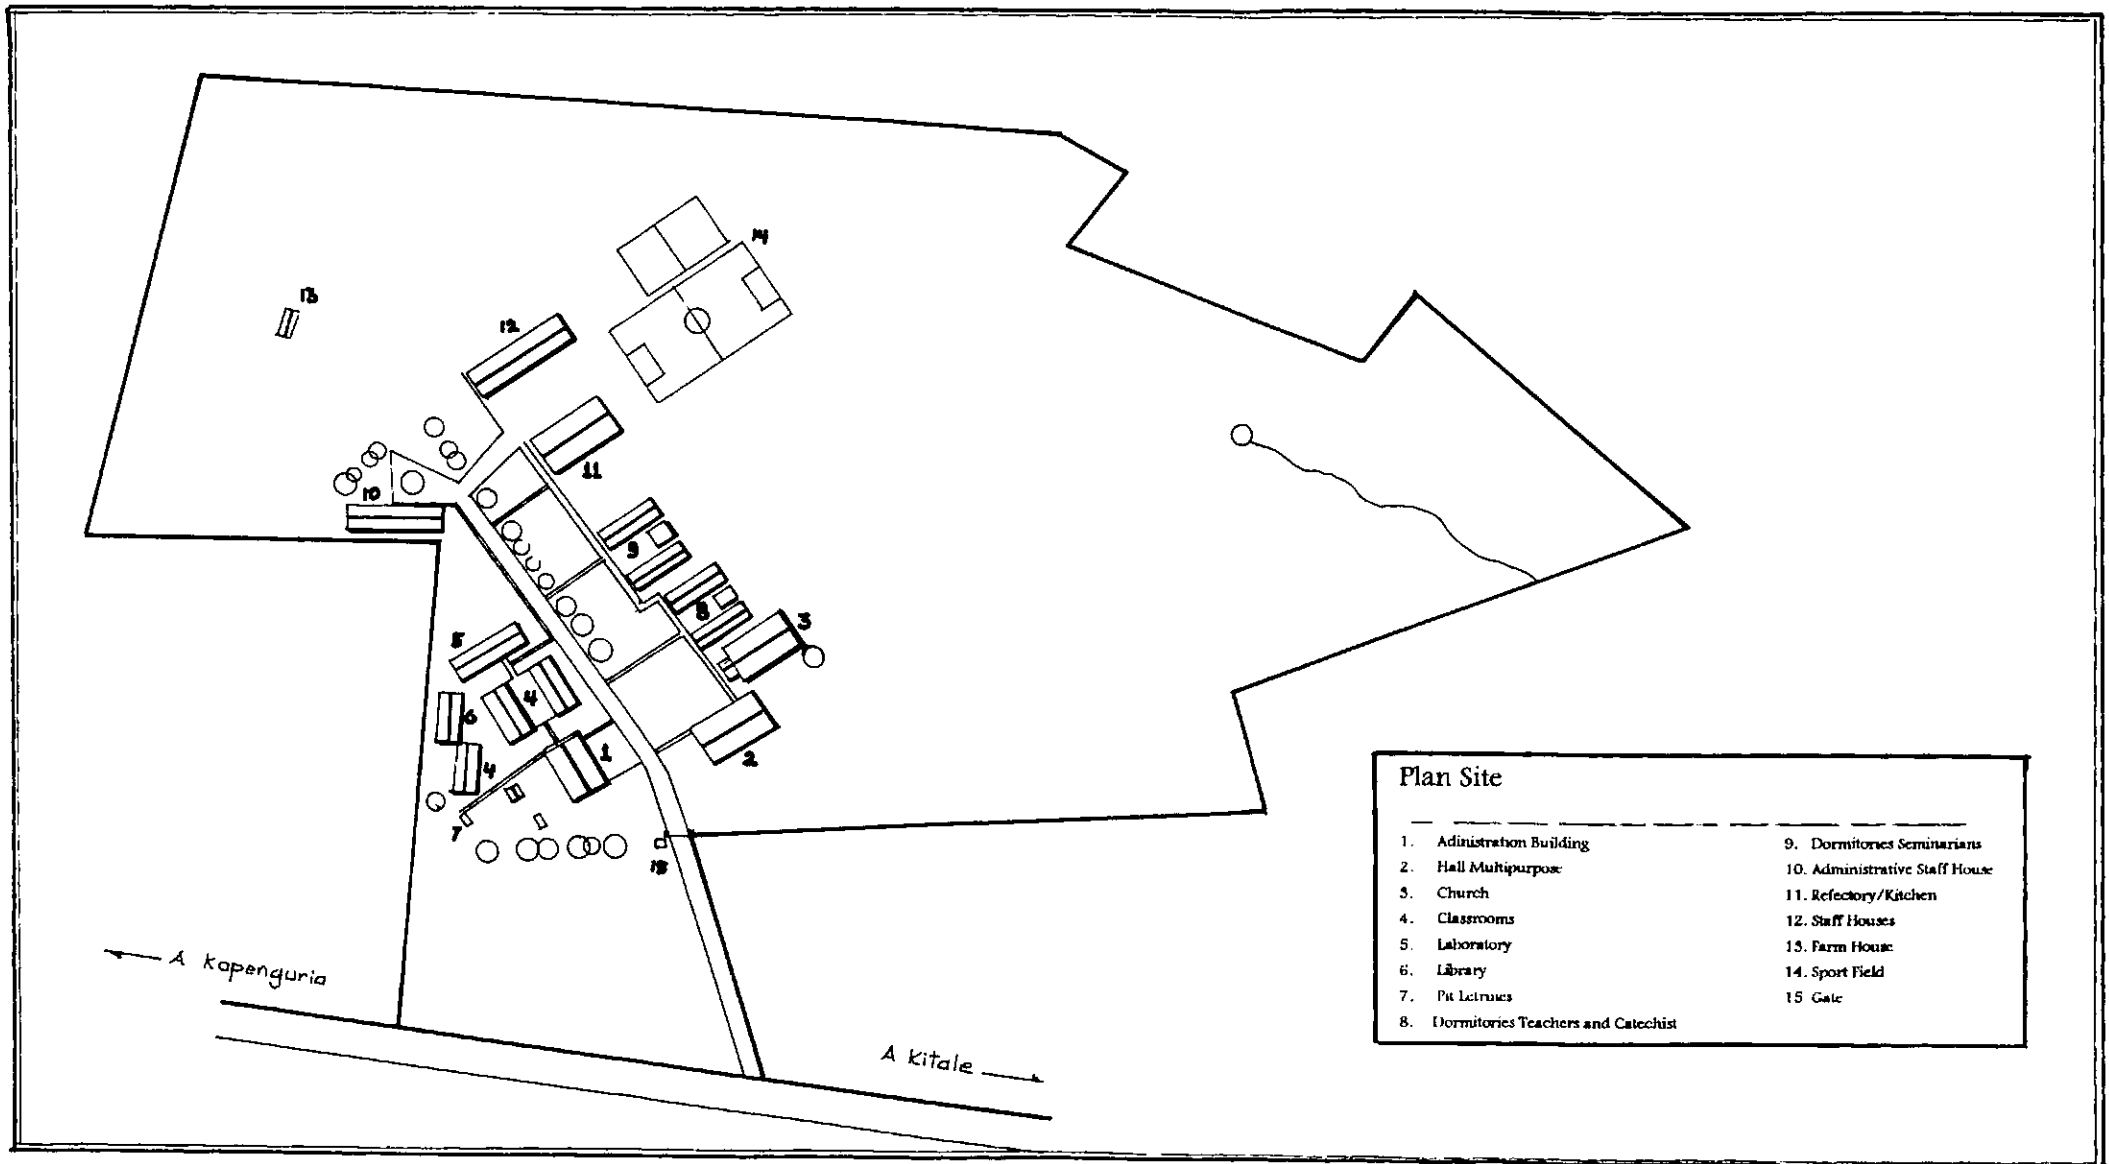 14
13
12
11
10
9
8
3
5
4
6
1
2
4
7
15
A Kapenguria
A Kitale
Plan Site
1. Adinistration Building
2. Hall Multipurpose
3. Church
4. Classrooms
5. Laboratory
6. Library
7. Pit Letrines
8. Dormitories Teachers and Catechist
9. Dormitories Seminarians
10. Administrative Staff House
11. Refectory/Kitchen
12. Staff Houses
13. Farm House
14. Sport Field
15 Gate